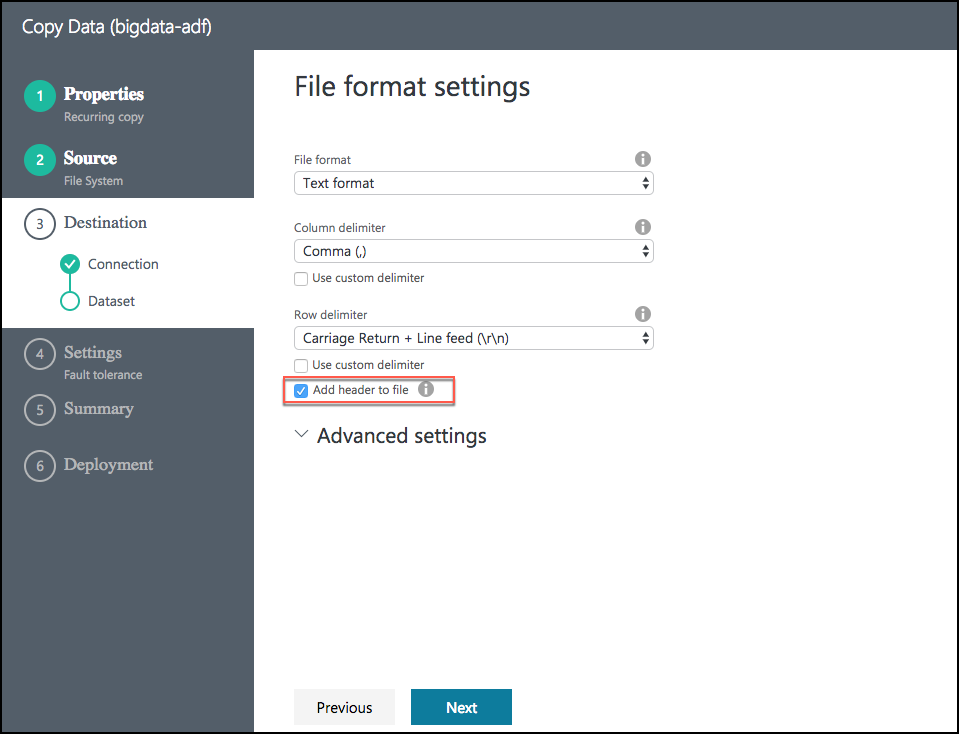 Copy Data (bigdata-adf)
1 Properties
Recurring copy
2 Source
File System
3 Destination
Connection
Dataset
4 Settings
Fault tolerance
5 Summary
6 Deployment
File format settings
File format
Text format
Column delimiter
Comma (,)
Use custom delimiter
Row delimiter
Carriage Return + Line feed (\r\n)
Use custom delimiter
Add header to file
Advanced settings
Previous
Next